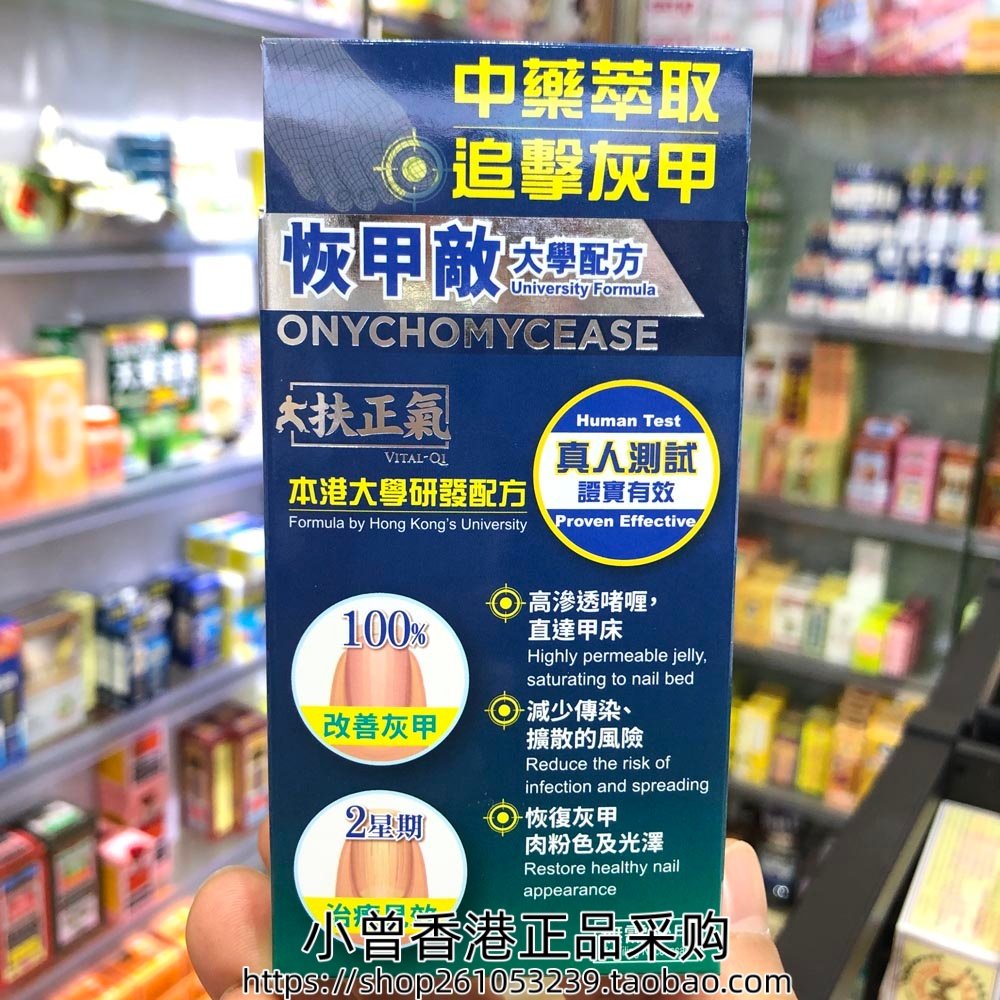 中藥萃取
追擊灰甲
恢甲敵 大學配方
University Formula
ONYCHOMYCEASE
扶正氣
VITAL-Q1
本港大學研發配方
Formula by Hong Kong's University
Human Test
真人測試
證實有效
Proven Effective
100%
改善灰甲
2星期
高滲透啫喱，
直達甲床
Highly permeable jelly,
saturating to nail bed
減少傳染、
擴散的風險
Reduce the risk of
infection and spreading
恢復灰甲
肉粉色及光澤
Restore healthy nail
appearance
小曾香港正品采购
https://shop261053239.taobao.com